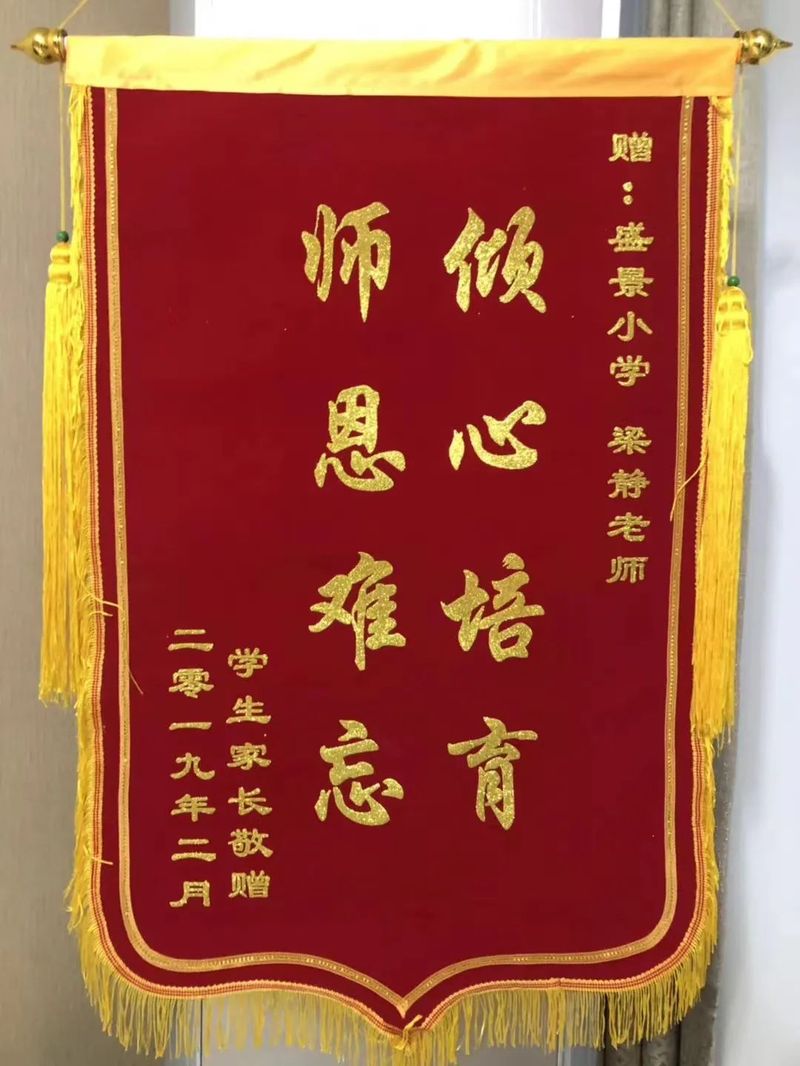 赠：盛景小学 梁静老师
倾心培育
师恩难忘
学生家长敬赠
二零一九年二月